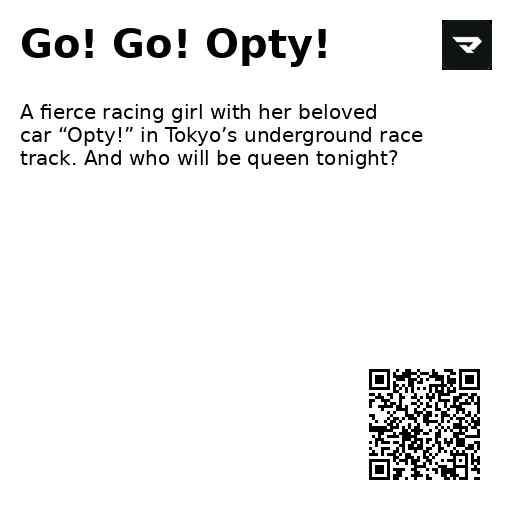 Go! Go! Opty!
A fierce racing girl with her beloved
car “Opty!” in Tokyo’s underground race
track. And who will be queen tonight?